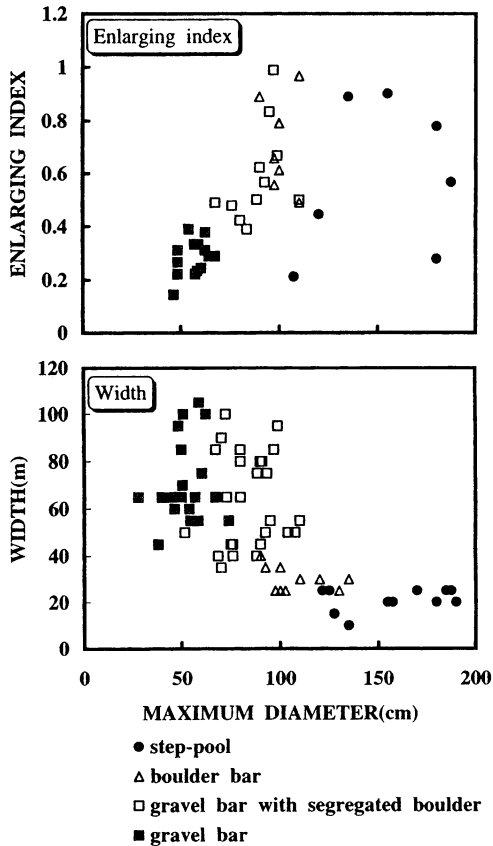 1.2
Enlarging index
1
0.8
0.6
0.4
0.2
0
ENLARGING INDEX
120
Width
100
80
60
40
20
0
WIDTH(m)
0 50 100 150 200
MAXIMUM DIAMETER(cm)
step-pool
boulder bar
gravel bar with segregated boulder
gravel bar